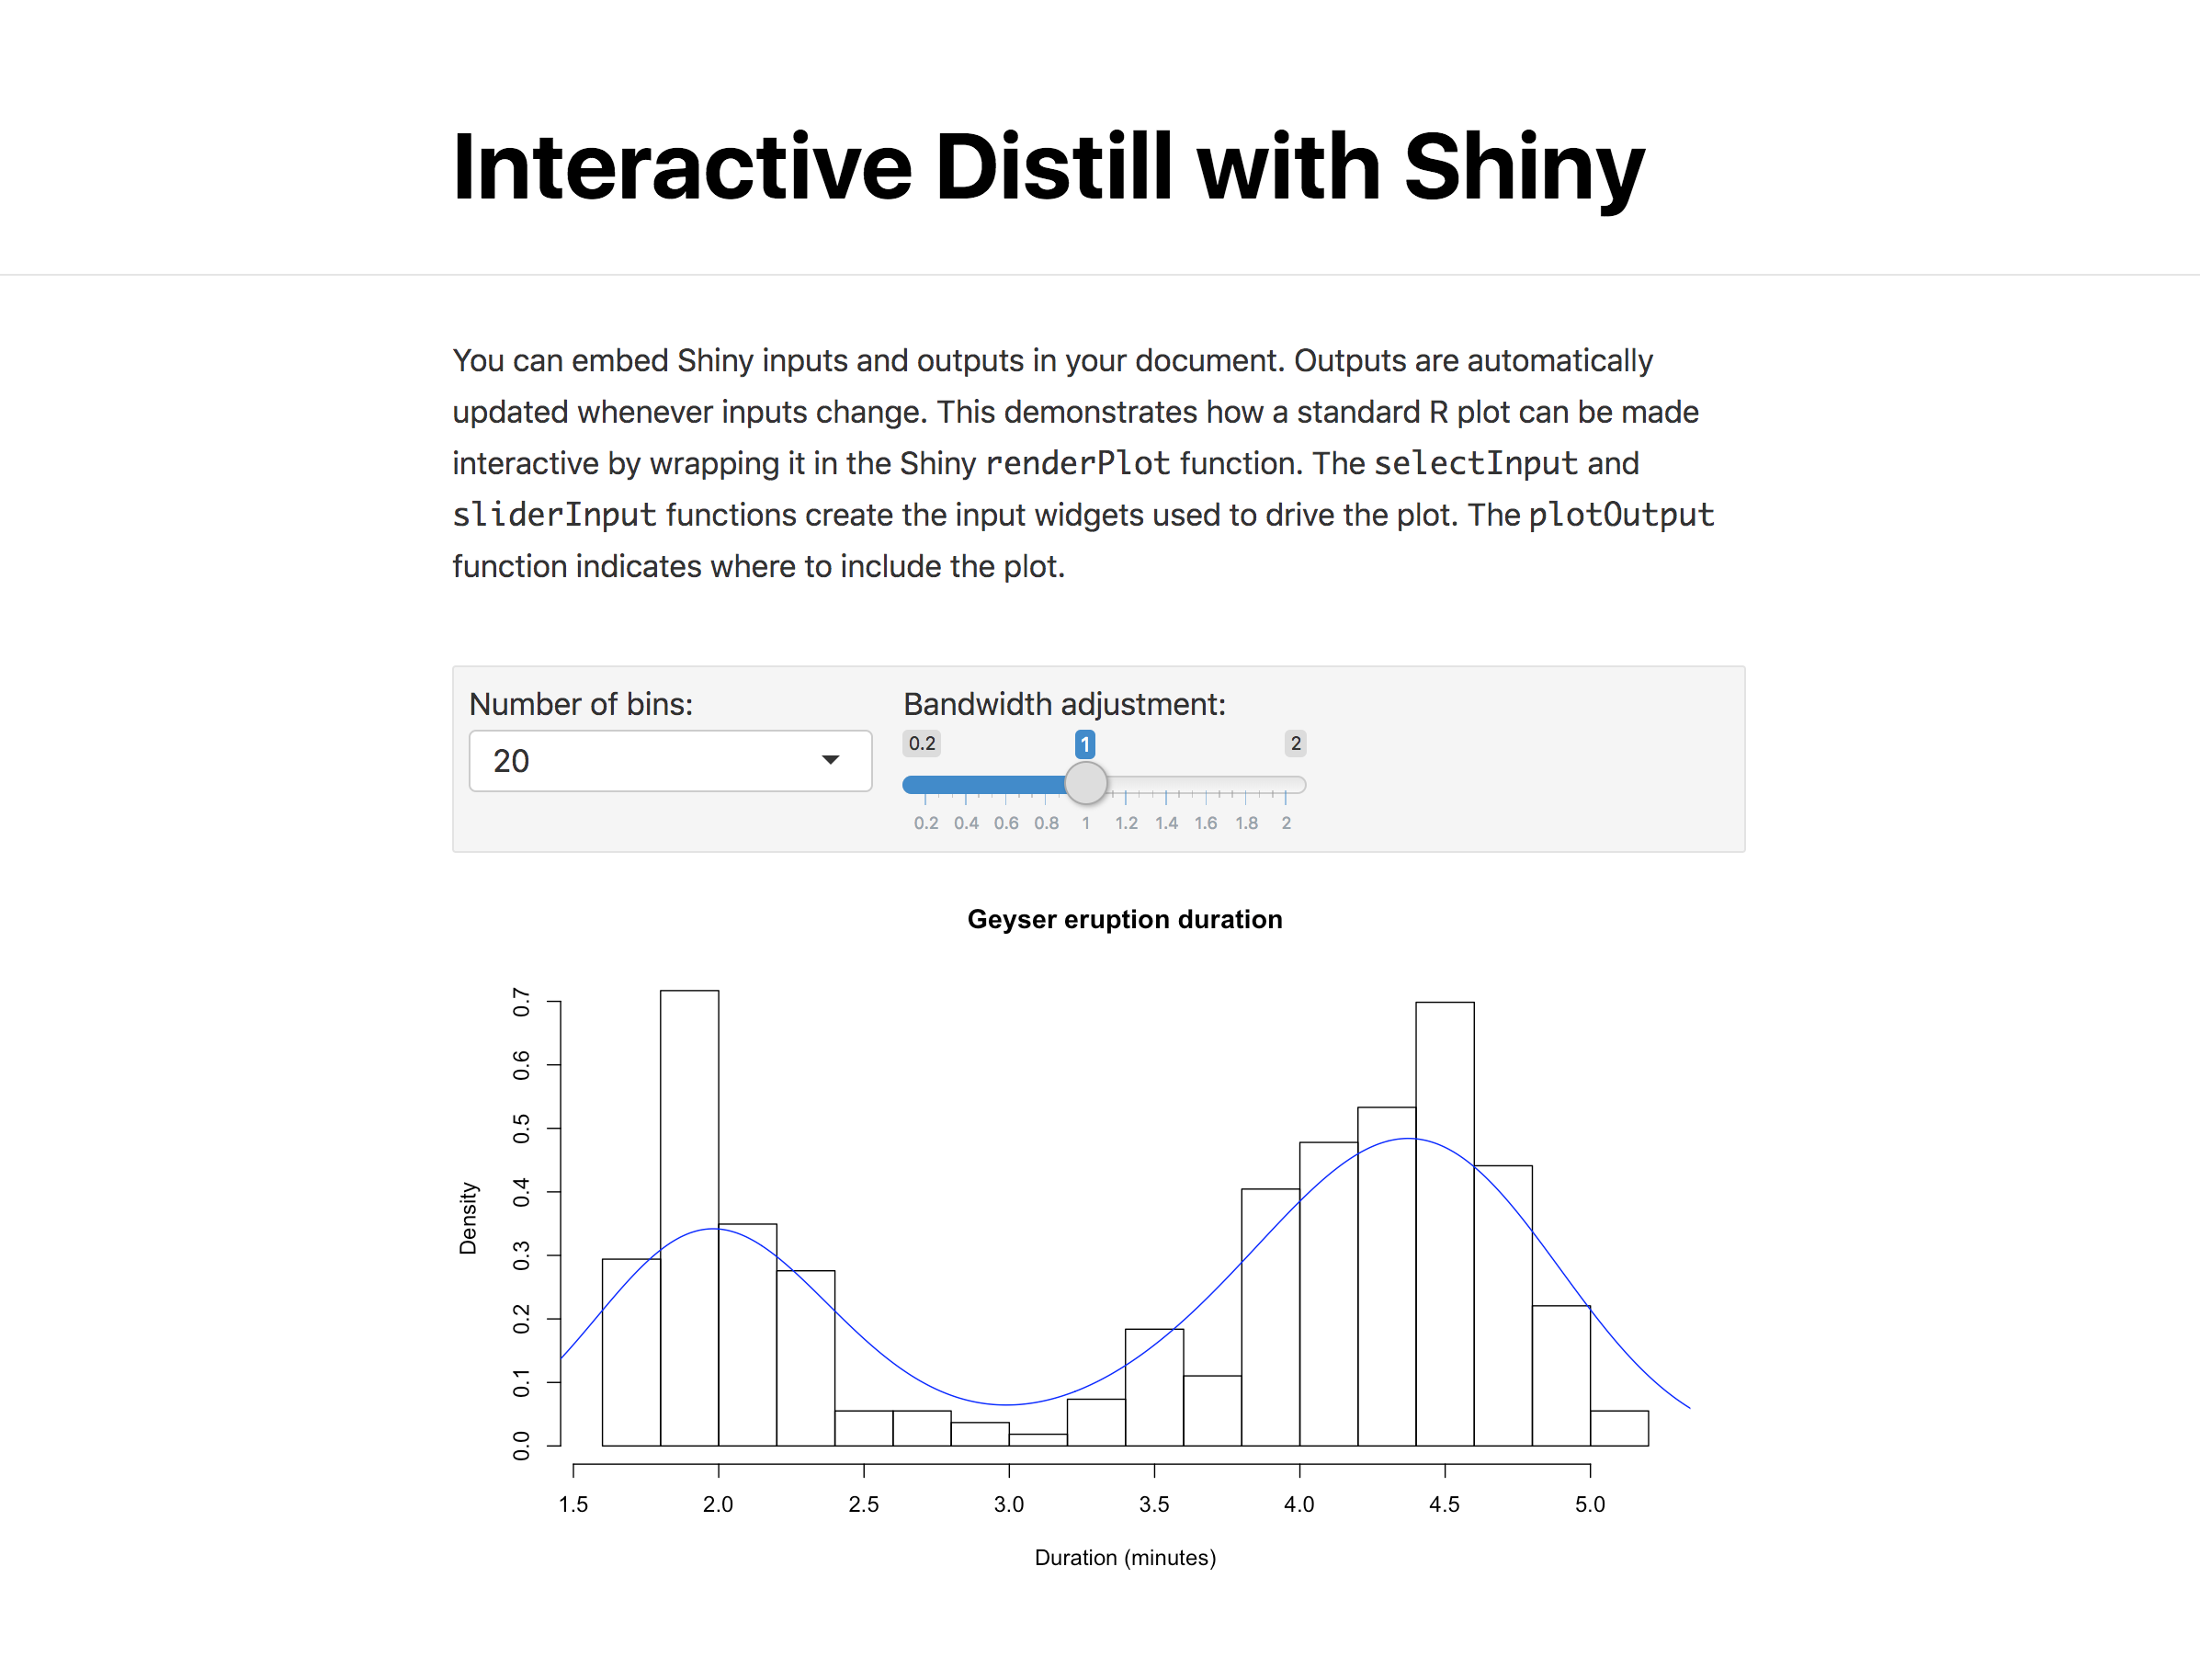 Interactive Distill with Shiny
You can embed Shiny inputs and outputs in your document. Outputs are automatically
updated whenever inputs change. This demonstrates how a standard R plot can be made
interactive by wrapping it in the Shiny renderPlot function. The selectInput and
sliderInput functions create the input widgets used to drive the plot. The plotOutput
function indicates where to include the plot.
Number of bins:
20
Bandwidth adjustment:
0.2 1 2
0.2 0.4 0.6 0.8 1 1.2 1.4 1.6 1.8 2
Geyser eruption duration
Density
0.7
0.6
0.5
0.4
0.3
0.2
0.1
0.0
1.5 2.0 2.5 3.0 3.5 4.0 4.5 5.0
Duration (minutes)